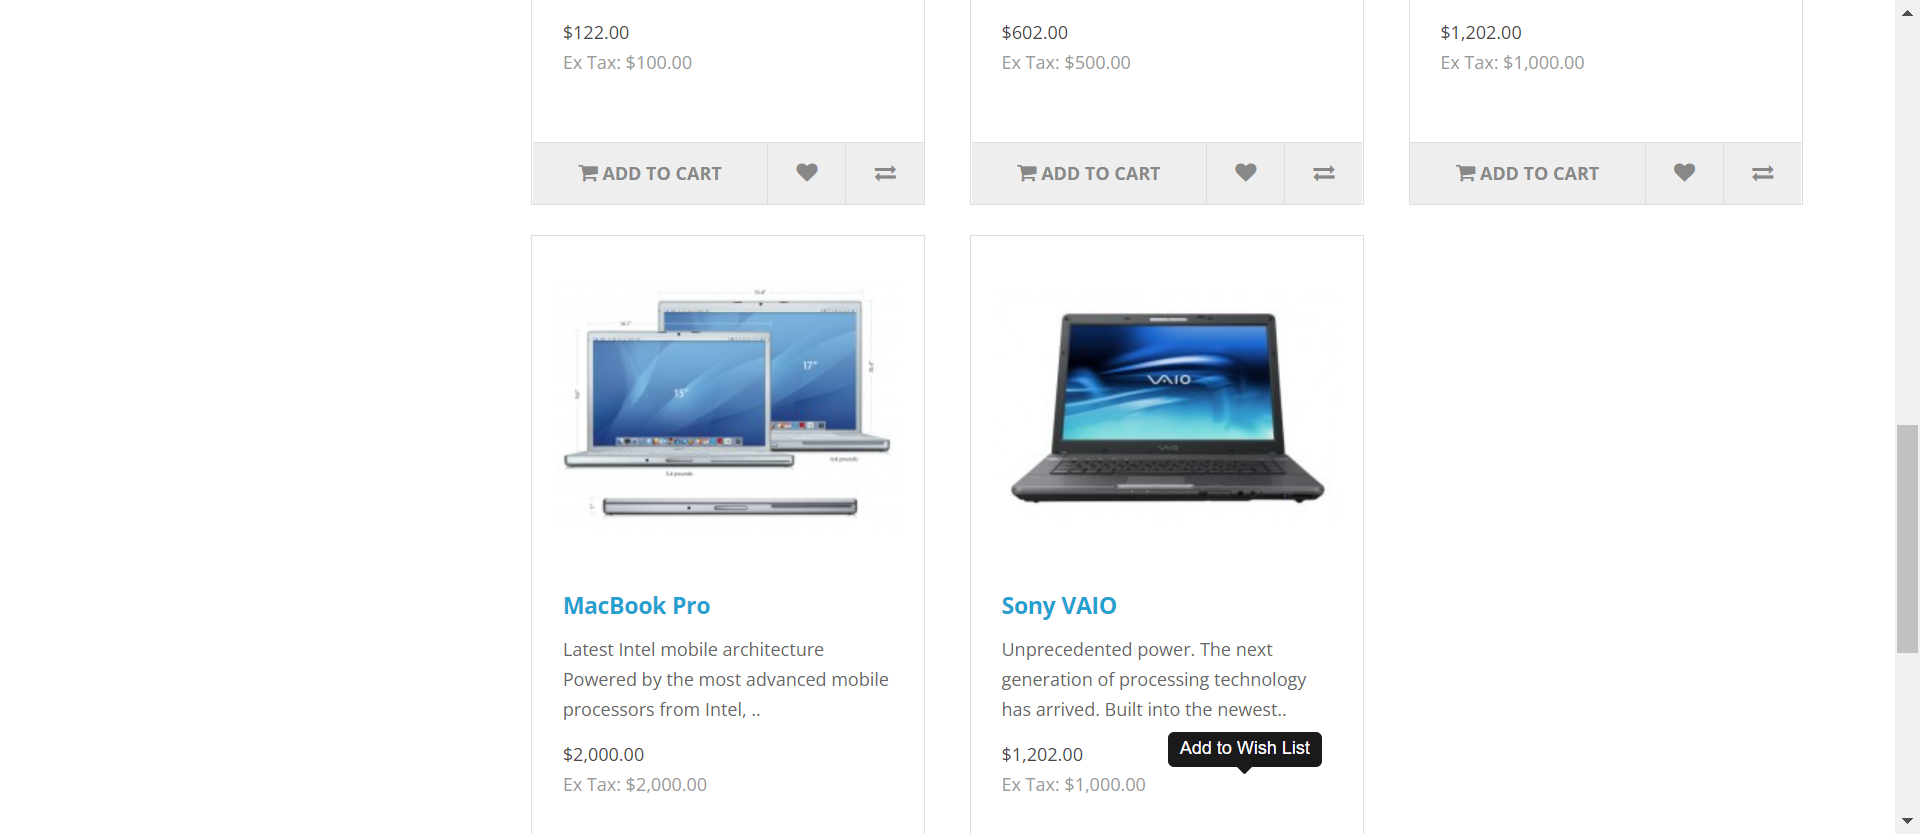 $122.00
Ex Tax: $100.00
$602.00
Ex Tax: $500.00
$1,202.00
Ex Tax: $1,000.00
ADD TO CART
ADD TO CART
ADD TO CART
15"
17"
VAIO
VAIO
MacBook Pro
Latest Intel mobile architecture
Powered by the most advanced mobile
processors from Intel, ..
$2,000.00
Ex Tax: $2,000.00
Sony VAIO
Unprecedented power. The next
generation of processing technology
has arrived. Built into the newest..
$1,202.00
Ex Tax: $1,000.00
Add to Wish List